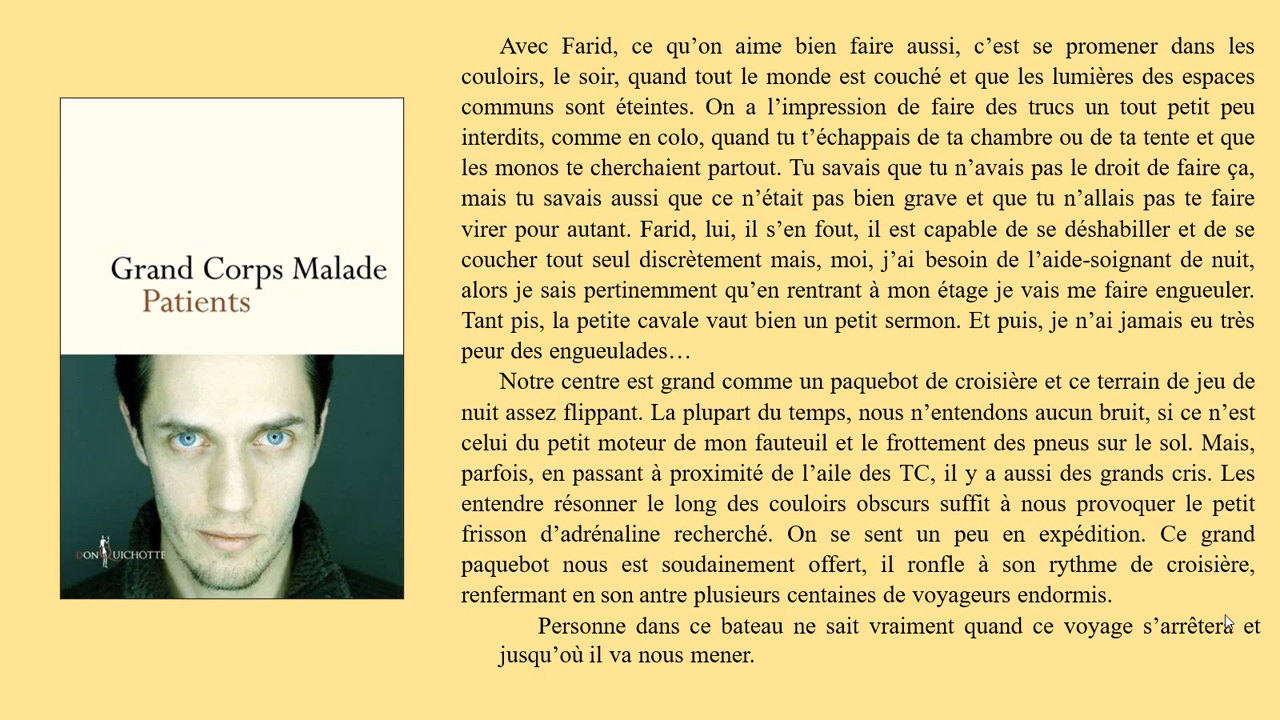 Grand Corps Malade
Patients
DON QUICHOTTE
Avec Farid, ce qu’on aime bien faire aussi, c’est se promener dans les
couloirs, le soir, quand tout le monde est couché et que les lumières des espaces
communs sont éteintes. On a l’impression de faire des trucs un tout petit peu
interdits, comme en colo, quand tu t’échappais de ta chambre ou de ta tente et que
les monos te cherchaient partout. Tu savais que tu n’avais pas le droit de faire ça,
mais tu savais aussi que ce n’était pas bien grave et que tu n’allais pas te faire
virer pour autant. Farid, lui, il s’en fout, il est capable de se déshabiller et de se
coucher tout seul discrètement mais, moi, j’ai besoin de l’aide-soignant de nuit,
alors je sais pertinemment qu’en rentrant à mon étage je vais me faire engueuler.
Tant pis, la petite cavale vaut bien un petit sermon. Et puis, je n’ai jamais eu très
peur des engueulades…
Notre centre est grand comme un paquebot de croisière et ce terrain de jeu de
nuit assez flippant. La plupart du temps, nous n’entendons aucun bruit, si ce n’est
celui du petit moteur de mon fauteuil et le frottement des pneus sur le sol. Mais,
parfois, en passant à proximité de l’aile des TC, il y a aussi des grands cris. Les
entendre résonner le long des couloirs obscurs suffit à nous provoquer le petit
frisson d’adrénaline recherché. On se sent un peu en expédition. Ce grand
paquebot nous est soudainement offert, il ronfle à son rythme de croisière,
renfermant en son antre plusieurs centaines de voyageurs endormis.
Personne dans ce bateau ne sait vraiment quand ce voyage s’arrêtera et
jusqu’où il va nous mener.